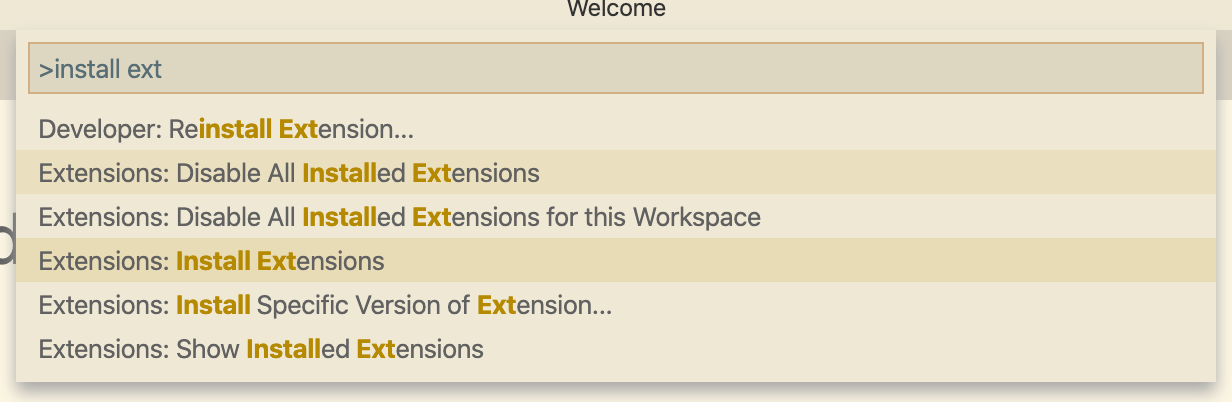 Welcome
>install ext
Developer: Reinstall Extension...
Extensions: Disable All Installed Extensions
Extensions: Disable All Installed Extensions for this Workspace
Extensions: Install Extensions
Extensions: Install Specific Version of Extension...
Extensions: Show Installed Extensions